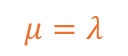 μ = λ